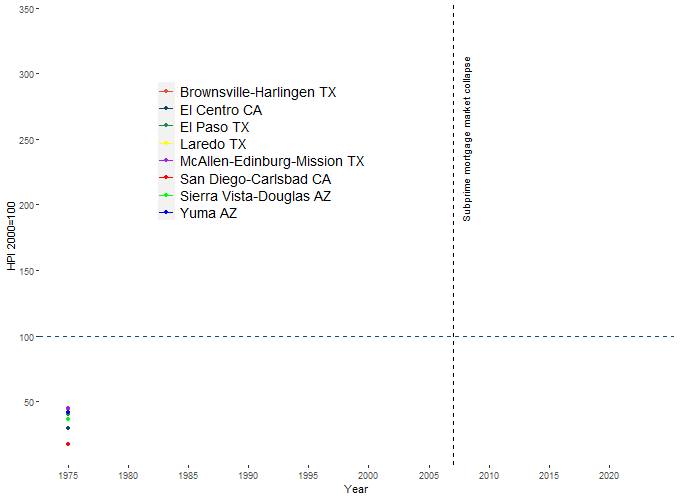 350
300
250
200
150
100
50
HPI 2000=100
Brownsville-Harlingen TX
El Centro CA
El Paso TX
Laredo TX
McAllen-Edinburg-Mission TX
San Diego-Carlsbad CA
Sierra Vista-Douglas AZ
Yuma AZ
Subprime mortgage market collapse
1975 1980 1985 1990 1995 2000 2005 2010 2015 2020
Year